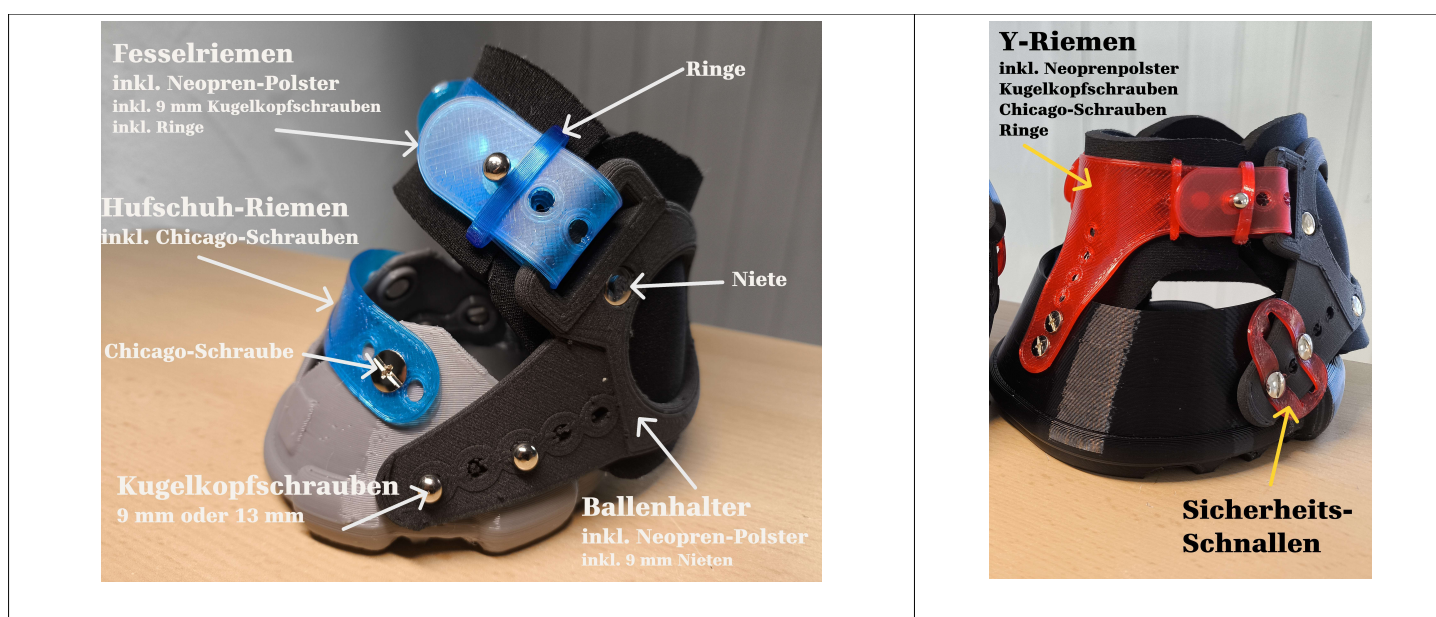 Fesselriemen
inkl. Neopren-Polster
inkl. 9 mm Kugelkopfschrauben
inkl. Ringe
Ringe
Hufschuh-Riemen
inkl. Chicago-Schrauben
Niete
Chicago-Schraube
Kugelkopfschrauben
9 mm oder 13 mm
Ballenhalter
inkl. Neopren-Polster
inkl. 9 mm Nieten
Y-Riemen
inkl. Neoprenpolster
Kugelkopfschrauben
Chicago-Schrauben
Ringe
Sicherheits-
Schnallen